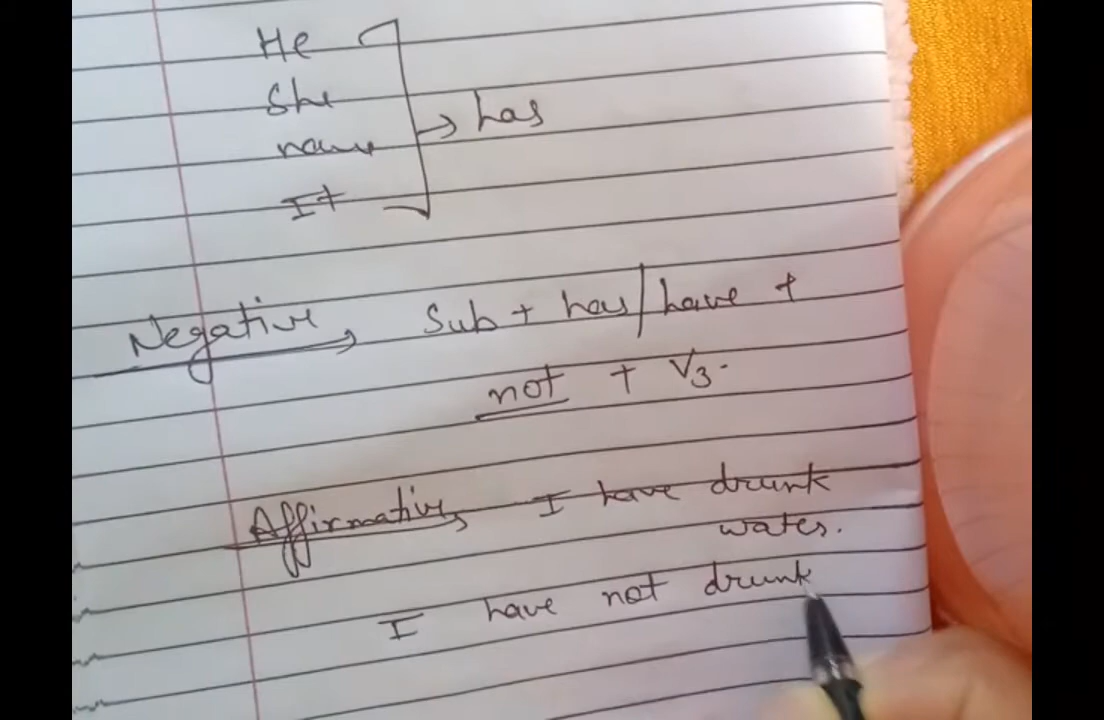 He
She
name
It
→ has
Negative → Sub + has/have +
not + V3.
Affirmative → I have drunk
water.
I have not drunk